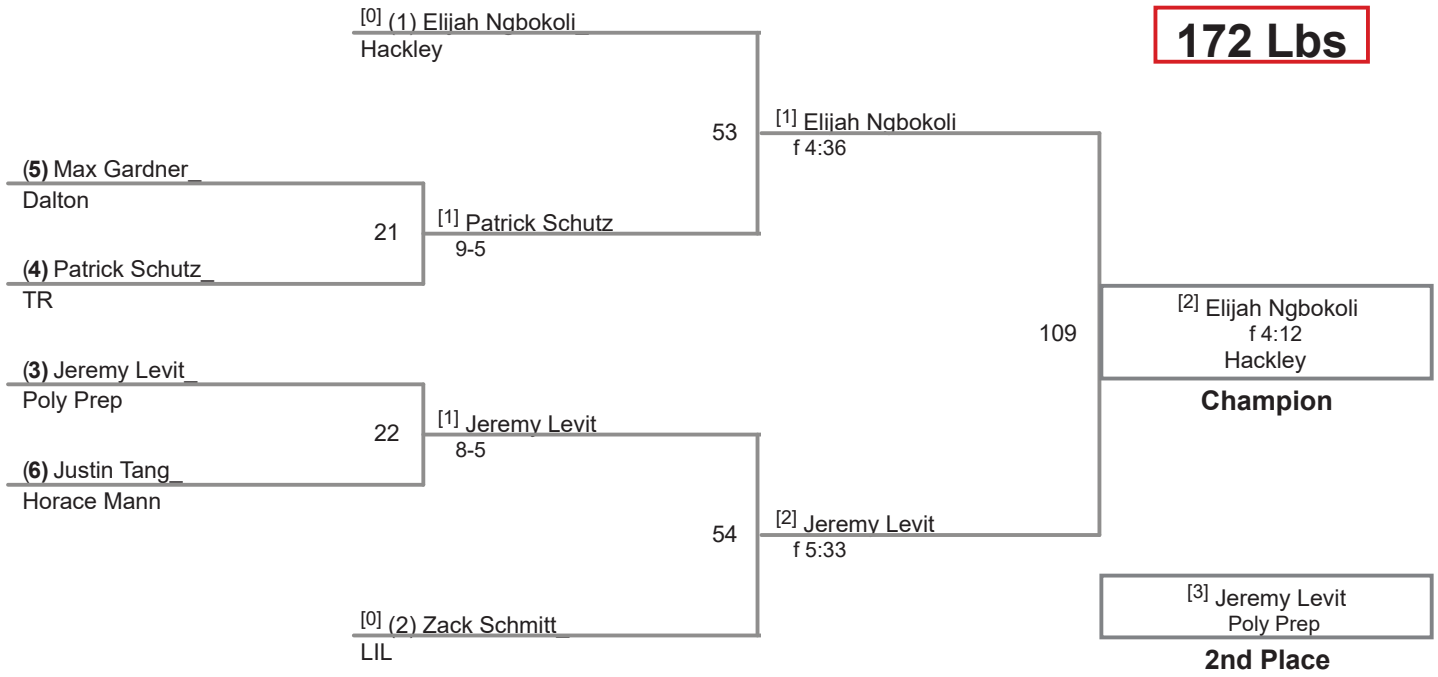 [0] (1) Elijah Ngbokoli_
Hackley
172 Lbs
53
[1] Elijah Ngbokoli
f 4:36
(5) Max Gardner_
Dalton
21
[1] Patrick Schutz
9-5
(4) Patrick Schutz_
TR
109
[2] Elijah Ngbokoli
f 4:12
Hackley
Champion
(3) Jeremy Levit_
Poly Prep
22
[1] Jeremy Levit
8-5
(6) Justin Tang_
Horace Mann
54
[2] Jeremy Levit
f 5:33
[0] (2) Zack Schmitt_
LIL
[3] Jeremy Levit
Poly Prep
2nd Place